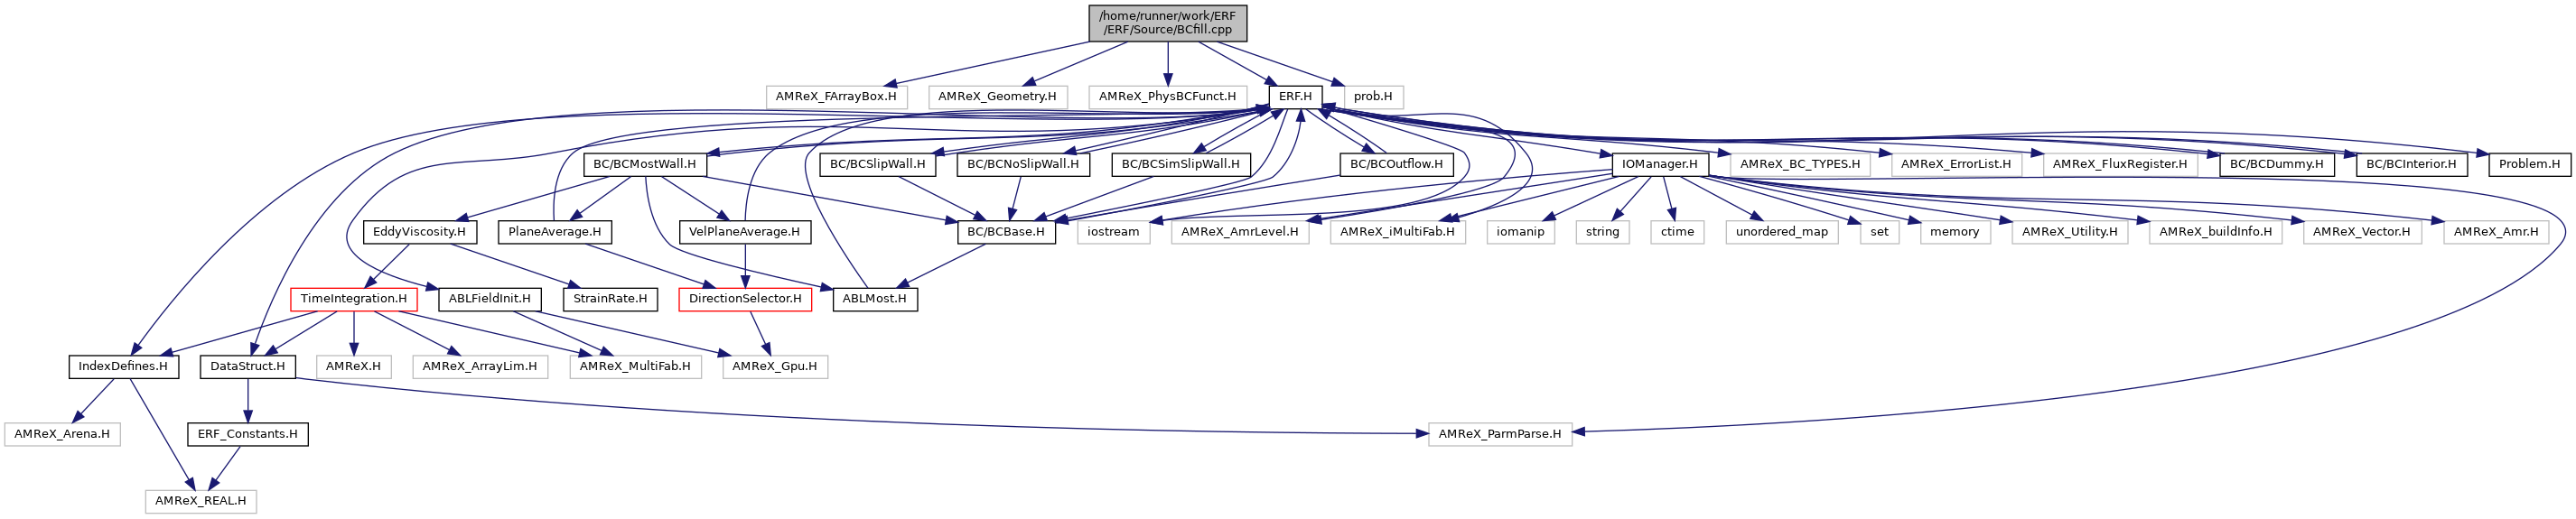 /home/runner/work/ERF
/ERF/Source/BCfill.cpp
AMReX_FArrayBox.H
AMReX_Geometry.H
AMReX_PhysBCFunct.H
ERF.H
prob.H
BC/BCMostWall.H
BC/BCSlipWall.H
BC/BCNoSlipWall.H
BC/BCSimSlipWall.H
BC/BCOutflow.H
IOManager.H
AMReX_BC_TYPES.H
AMReX_ErrorList.H
AMReX_FluxRegister.H
BC/BCDummy.H
BC/BCInterior.H
Problem.H
EddyViscosity.H
PlaneAverage.H
VelPlaneAverage.H
BC/BCBase.H
iostream
AMReX_AmrLevel.H
AMReX_iMultiFab.H
iomanip
string
ctime
unordered_map
set
memory
AMReX_Utility.H
AMReX_buildInfo.H
AMReX_Vector.H
AMReX_Amr.H
TimeIntegration.H
ABLFieldInit.H
StrainRate.H
DirectionSelector.H
ABLMost.H
IndexDefines.H
DataStruct.H
AMReX.H
AMReX_ArrayLim.H
AMReX_MultiFab.H
AMReX_Gpu.H
AMReX_Arena.H
ERF_Constants.H
AMReX_ParmParse.H
AMReX_REAL.H